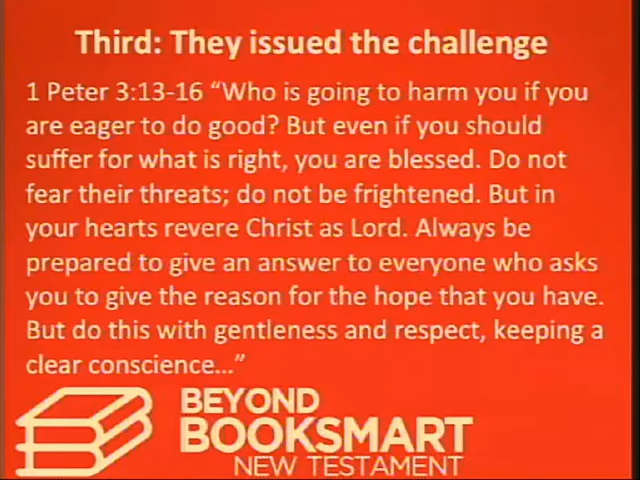 Third: They issued the challenge
1 Peter 3:13-16 “Who is going to harm you if you
are eager to do good? But even if you should
suffer for what is right, you are blessed. Do not
fear their threats; do not be frightened. But in
your hearts revere Christ as Lord. Always be
prepared to give an answer to everyone who asks
you to give the reason for the hope that you have.
But do this with gentleness and respect, keeping a
clear conscience…”
BEYOND
BOOKSMART
NEW TESTAMENT